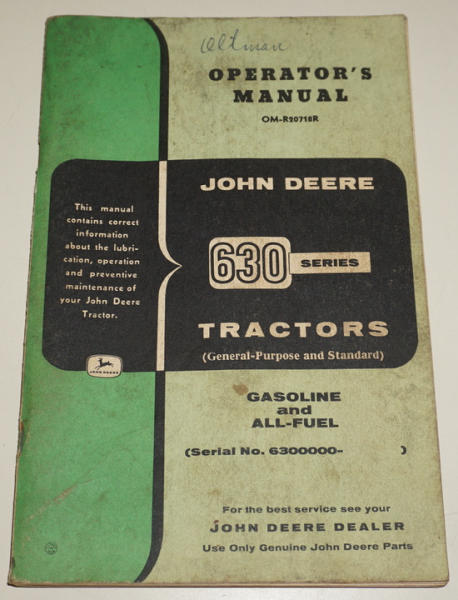 Altman
OPERATOR'S
MANUAL
OM-R20718R
This manual
contains correct
information
about the lubri-
cation, operation
and preventive
maintenance of
your John Deere
Tractor.
JOHN DEERE
JOHN DEERE
630 SERIES
TRACTORS
(General-Purpose and Standard)
GASOLINE
and
ALL-FUEL
(Serial No. 6300000- )
For the best service see your
JOHN DEERE DEALER
Use Only Genuine John Deere Parts